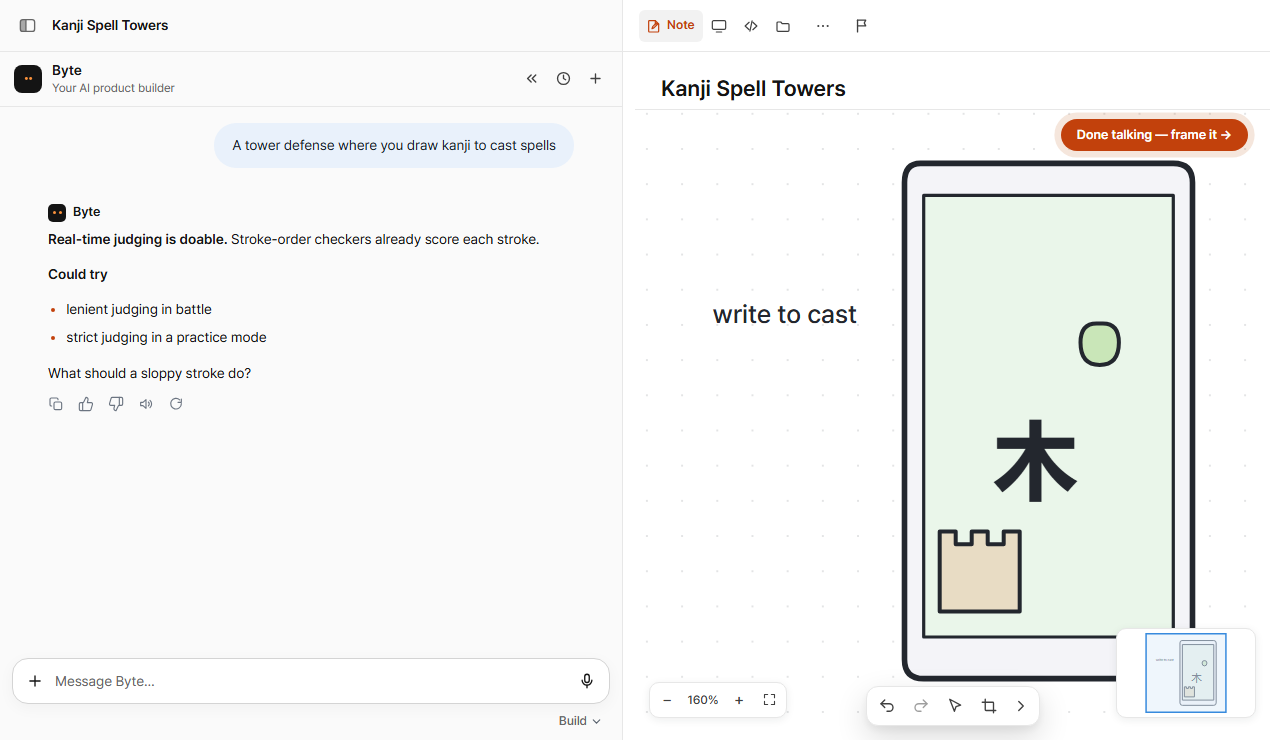 Kanji Spell Towers
Byte
Your AI product builder
A tower defense where you draw kanji to cast spells
Byte
Real-time judging is doable. Stroke-order checkers already score each stroke.
Could try
• lenient judging in battle
• strict judging in a practice mode
What should a sloppy stroke do?
Message Byte...
Build
Note
Kanji Spell Towers
Done talking — frame it →
write to cast
木
160%
木